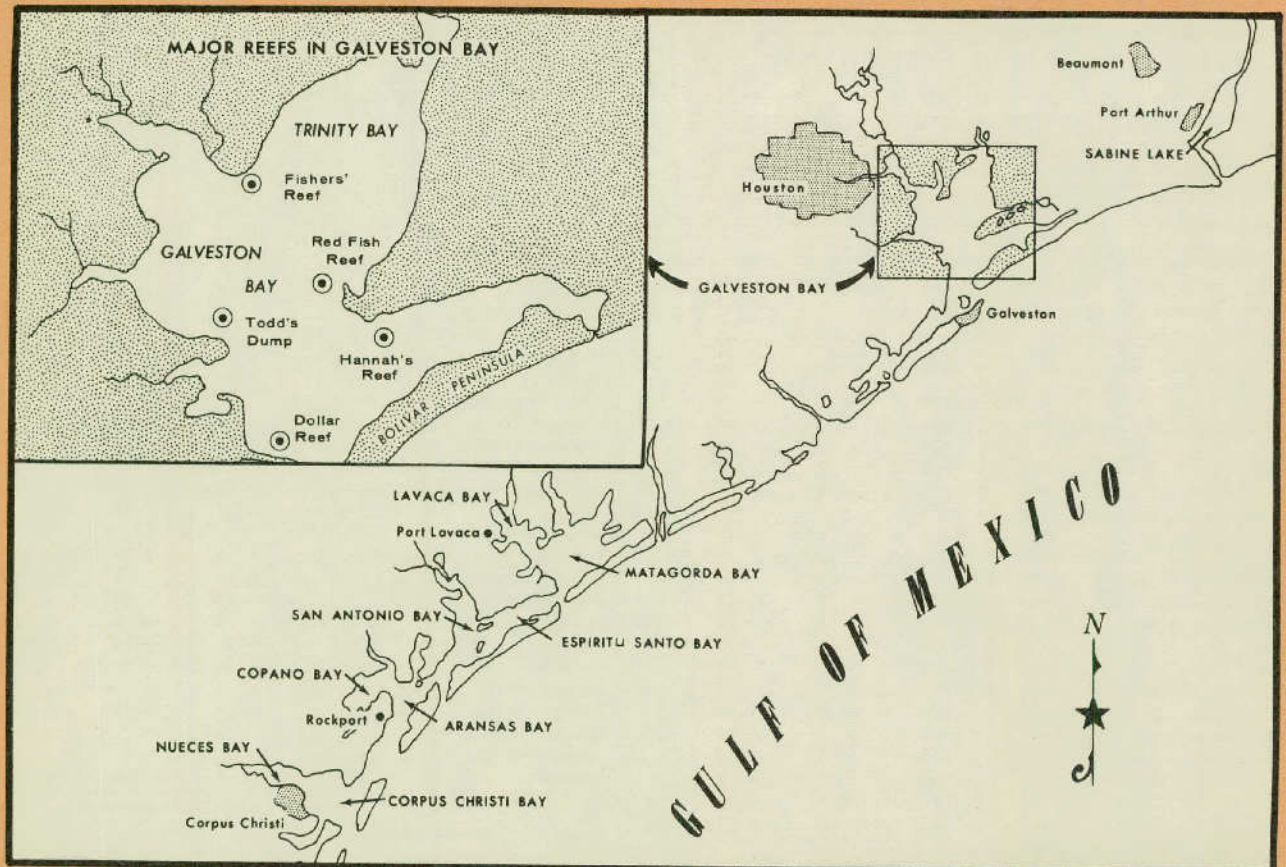 MAJOR REEFS IN GALVESTON BAY
TRINITY BAY
Fishers'
Reef
GALVESTON
BAY
Red Fish
Reef
Todd's
Dump
Hannah's
Reef
Dollar
Reef
BOLIVAR PENINSULA
Beaumont
Port Arthur
SABINE LAKE
Houston
GALVESTON BAY
Galveston
LAVACA BAY
Port Lavaca
MATAGORDA BAY
SAN ANTONIO BAY
ESPIRITU SANTO BAY
COPANO BAY
Rockport
ARANSAS BAY
NUECES BAY
CORPUS CHRISTI BAY
Corpus Christi
GULF OF MEXICO
N